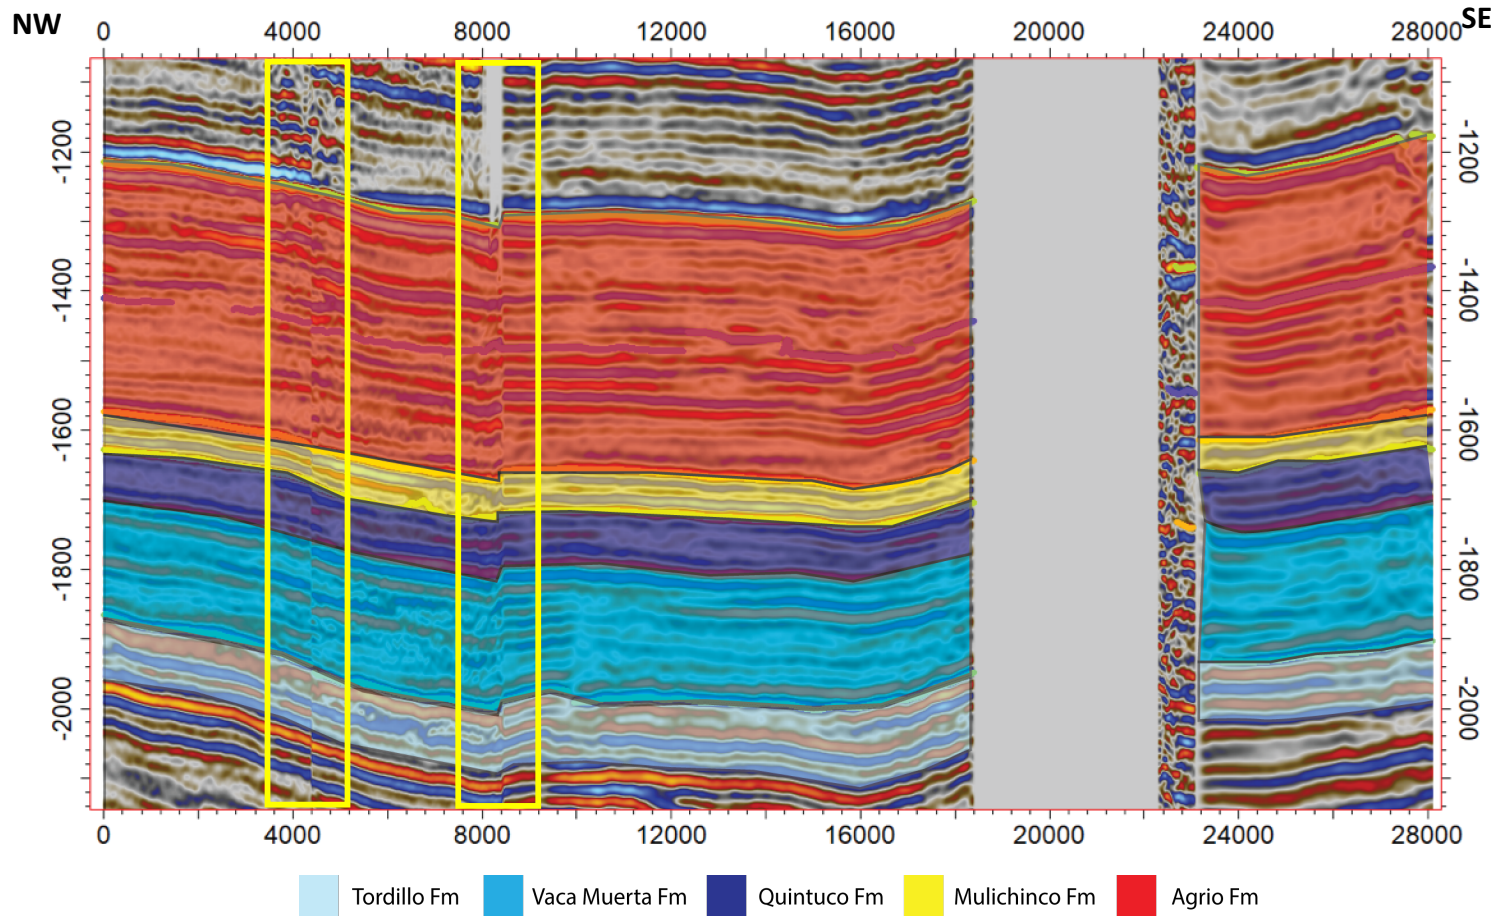 NW 0 4000 8000 12000 16000 20000 24000 28000 SE
-1200 -1200
-1400 -1400
-1600 -1600
-1800 -1800
-2000 -2000
0 4000 8000 12000 16000 20000 24000 28000
Tordillo Fm Vaca Muerta Fm Quintuco Fm Mulichinco Fm Agrio Fm